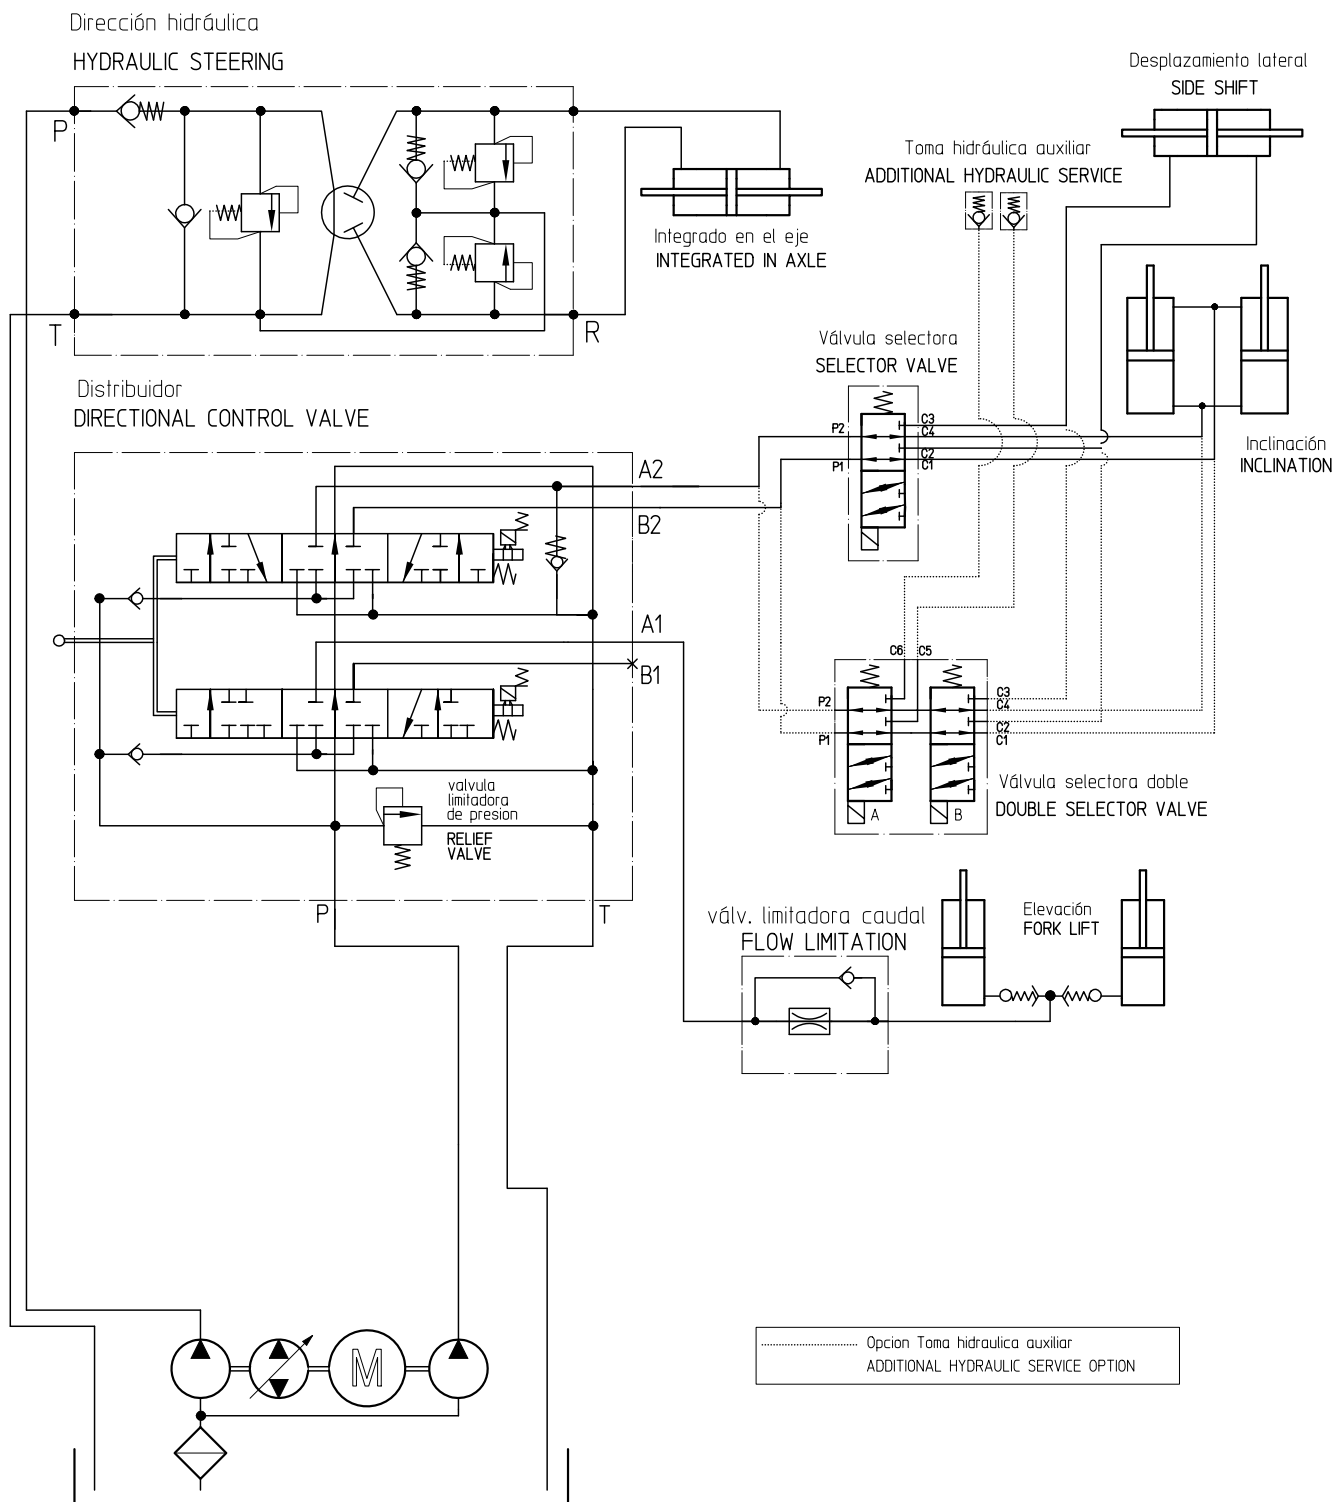 Dirección hidráulica
HYDRAULIC STEERING
P
T
R
Integrado en el eje
INTEGRATED IN AXLE
Desplazamiento lateral
SIDE SHIFT
Toma hidráulica auxiliar
ADDITIONAL HYDRAULIC SERVICE
Válvula selectora
SELECTOR VALVE
P2
P1
C3
C4
C2
C1
Inclinación
INCLINATION
Distribuidor
DIRECTIONAL CONTROL VALVE
A2
B2
A1
B1
valvula
limitadora
de presion
RELIEF
VALVE
P
T
C6
C5
P2
P1
C3
C4
C2
C1
A
B
Válvula selectora doble
DOUBLE SELECTOR VALVE
válv. limitadora caudal
FLOW LIMITATION
Elevación
FORK LIFT
M
Opcion Toma hidraulica auxiliar
ADDITIONAL HYDRAULIC SERVICE OPTION